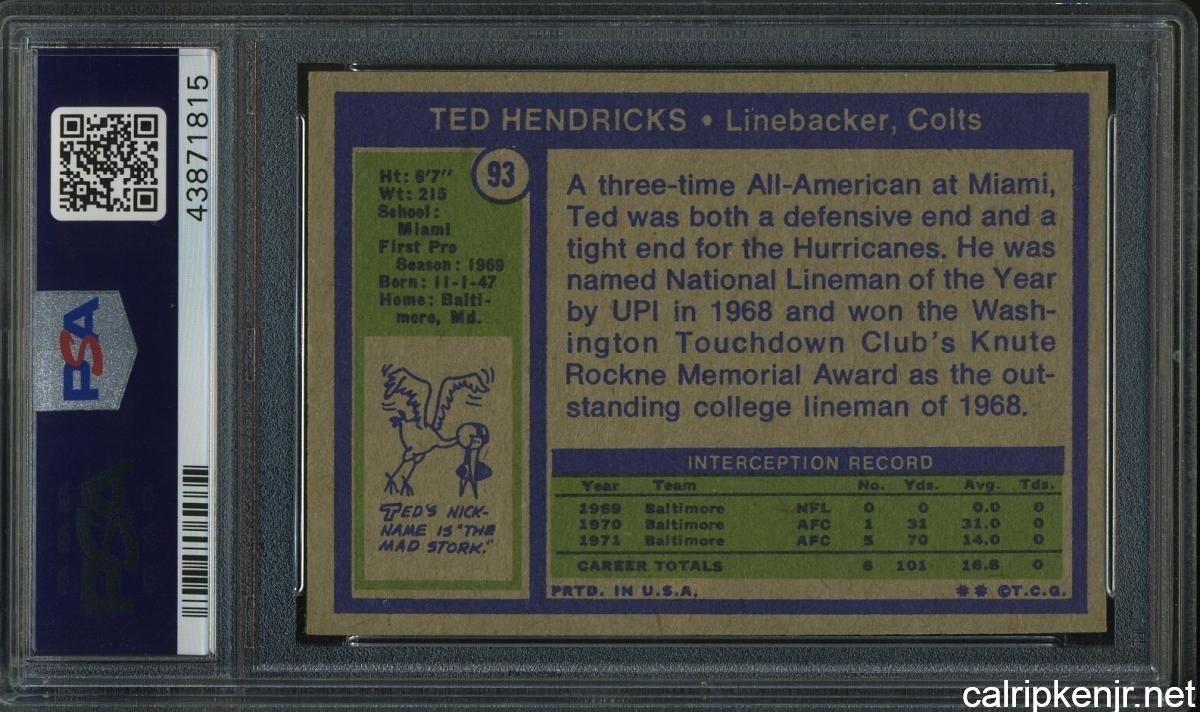 43871815
PSA
TED HENDRICKS • Linebacker, Colts
93
Ht: 6'7"
Wt: 215
School:
Miami
First Pro
Season: 1969
Born: 11-1-47
Home: Balti-
more, Md.
TED'S NICK-
NAME IS "THE
MAD STORK."
A three-time All-American at Miami,
Ted was both a defensive end and a
tight end for the Hurricanes. He was
named National Lineman of the Year
by UPI in 1968 and won the Wash-
ington Touchdown Club's Knute
Rockne Memorial Award as the out-
standing college lineman of 1968.
INTERCEPTION RECORD
Year Team No. Yds. Avg. Tds.
1969 Baltimore NFL 0 0 0.0 0
1970 Baltimore AFC 1 31 31.0 0
1971 Baltimore AFC 5 70 14.0 0
CAREER TOTALS 6 101 16.8 0
PRTD. IN U.S.A. ** ©T.C.G.
PSA
calripkenjr.net